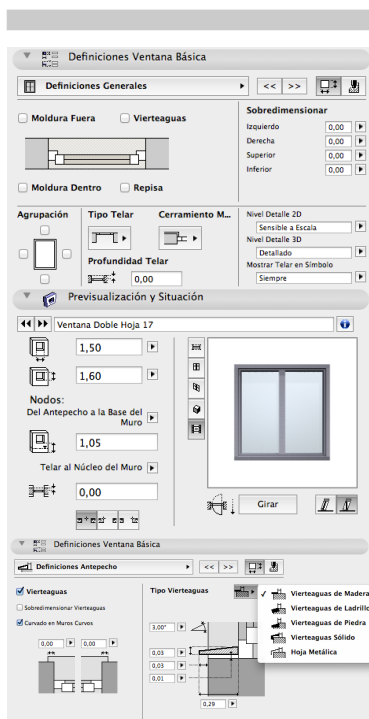 Definiciones Ventana Básica
Definiciones Generales
<< >>
Moldura Fuera
Vierteaguas
Moldura Dentro
Repisa
Sobredimensionar
Izquierdo 0,00
Derecha 0,00
Superior 0,00
Inferior 0,00
Agrupación
Tipo Telar
Cerramiento M...
Profundidad Telar
0,00
Nivel Detalle 2D
Sensible a Escala
Nivel Detalle 3D
Detallado
Mostrar Telar en Símbolo
Siempre
Previsualización y Situación
Ventana Doble Hoja 17
1,50
1,60
Nodos:
Del Antepecho a la Base del
Muro
1,05
Telar al Núcleo del Muro
0,00
Girar
Definiciones Ventana Básica
Definiciones Antepecho
<< >>
Vierteaguas
Sobredimensionar Vierteaguas
Curvado en Muros Curvos
0,00 0,00
Tipo Vierteaguas
3,00°
0,03
0,03
0,01
0,29
Vierteaguas de Madera
Vierteaguas de Ladrillo
Vierteaguas de Piedra
Vierteaguas Sólido
Hoja Metálica